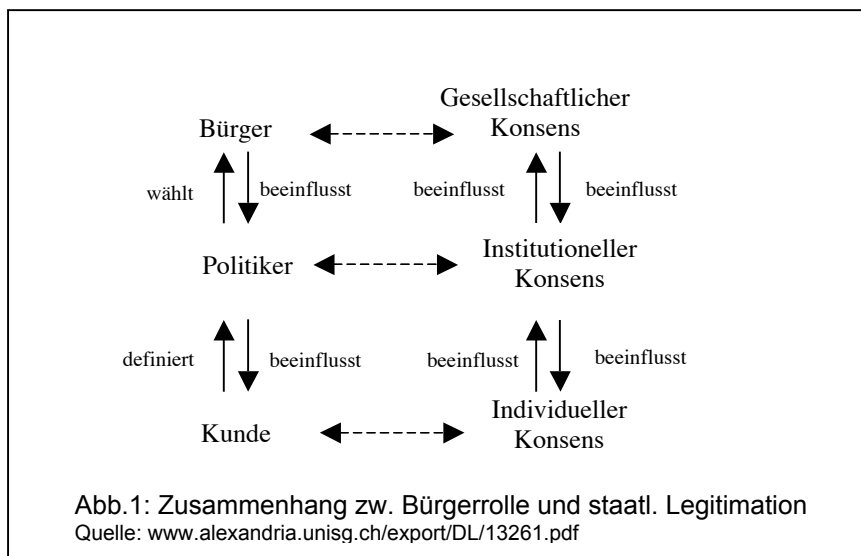 Gesellschaftlicher
Bürger Konsens
wählt beeinflusst beeinflusst beeinflusst
Politiker Institutioneller
Konsens
definiert beeinflusst beeinflusst beeinflusst
Kunde Individueller
Konsens
Abb.1: Zusammenhang zw. Bürgerrolle und staatl. Legitimation
Quelle: www.alexandria.unisg.ch/export/DL/13261.pdf